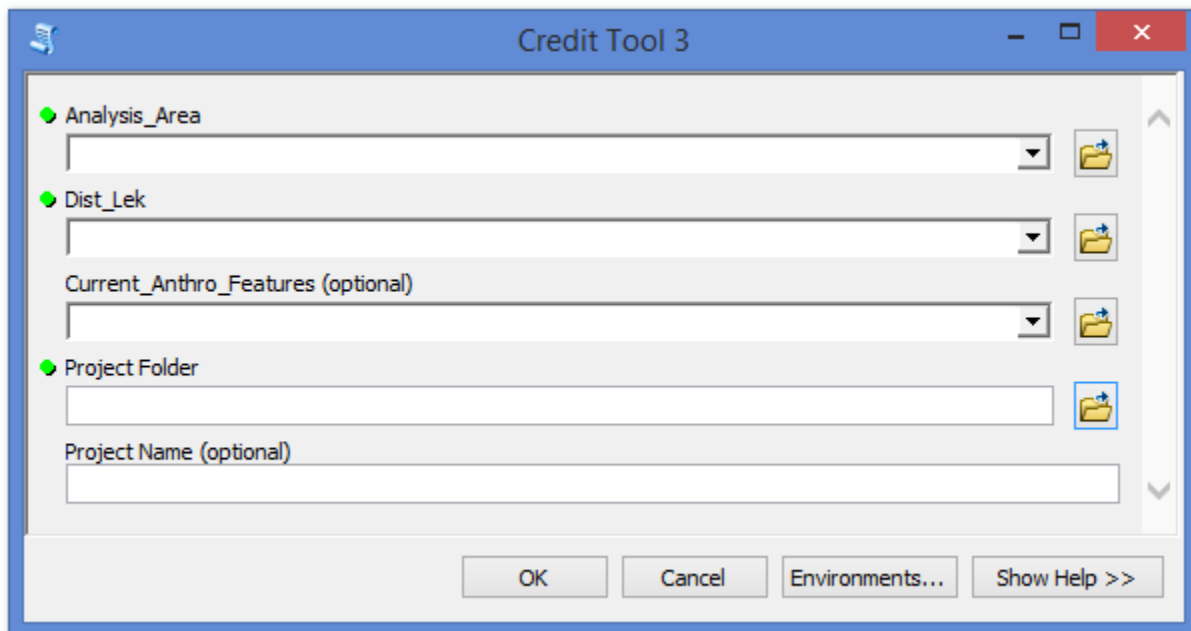 Credit Tool 3
Analysis_Area
Dist_Lek
Current_Anthro_Features (optional)
Project Folder
Project Name (optional)
OK Cancel Environments... Show Help >>